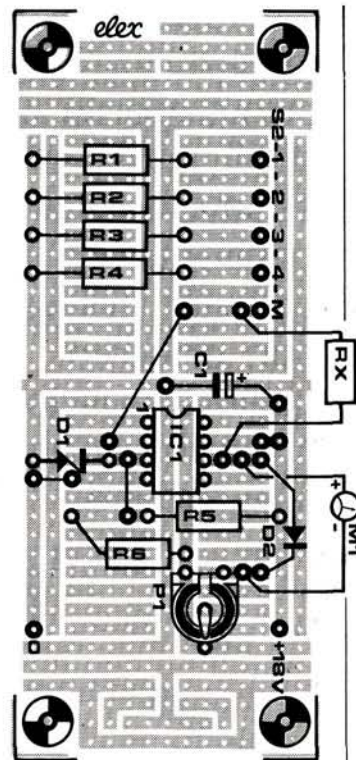 elex
S2-1-2-3-4-M
R1
R2
R3
R4
C1
+
RX
D1
1
IC1
+
M1
-
R5
D2
R6
P1
0
+18V